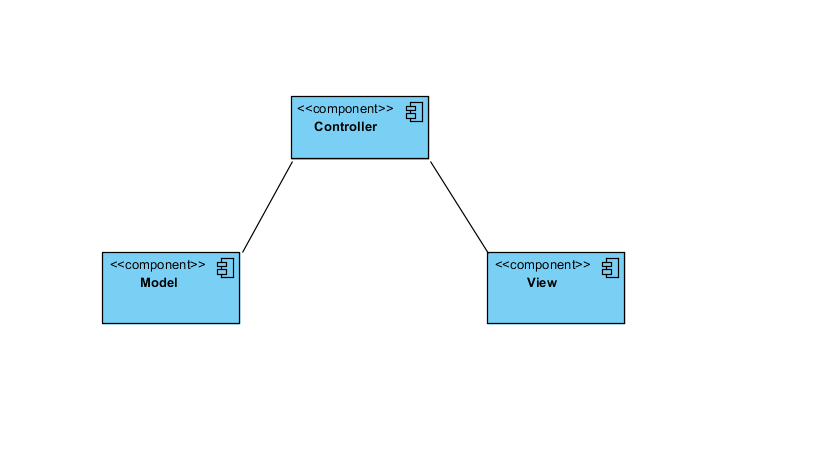 <<component>>
Controller
<<component>>
Model
<<component>>
View